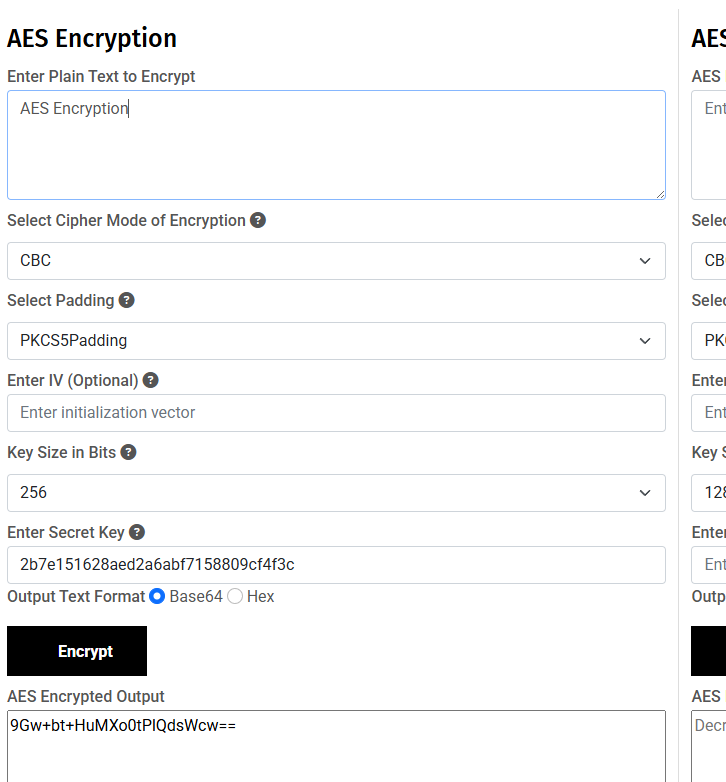 AES Encryption
Enter Plain Text to Encrypt
AES Encryption
Select Cipher Mode of Encryption ?
CBC
Select Padding ?
PKCS5Padding
Enter IV (Optional) ?
Enter initialization vector
Key Size in Bits ?
256
Enter Secret Key ?
2b7e151628aed2a6abf7158809cf4f3c
Output Text Format Base64 Hex
Encrypt
AES Encrypted Output
9Gw+bt+HuMXo0tPIQdsWcw==
AES
AES
Ent
Selec
CB
Selec
PK
Enter
Ent
Key S
128
Enter
Ent
Outp
AES
Decr